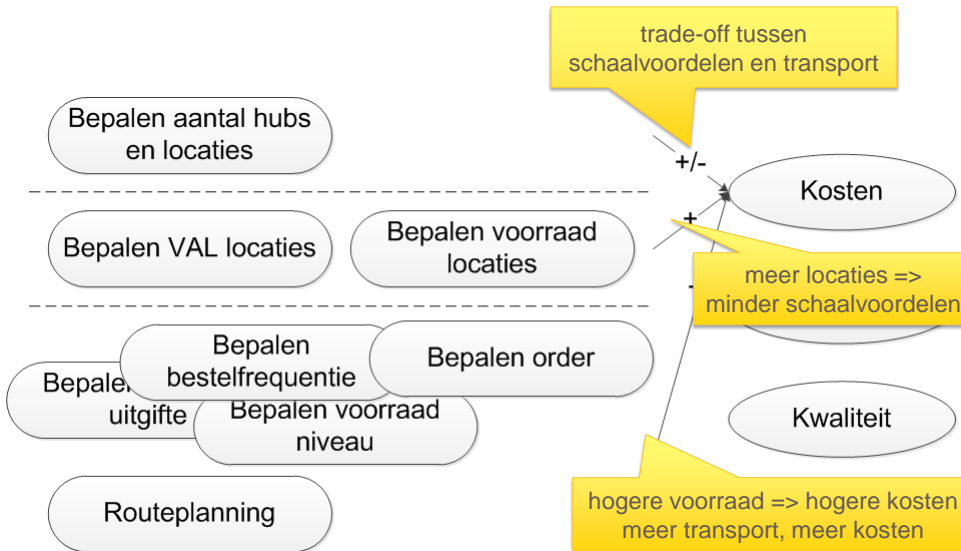 trade-off tussen
schaalvoordelen en transport
Bepalen aantal hubs
en locaties
+/-
Kosten
Bepalen VAL locaties
Bepalen voorraad
locaties
+
meer locaties =>
minder schaalvoordelen
Bepalen
bestelfrequentie
Bepalen order
Bepalen
uitgifte
Bepalen voorraad
niveau
Kwaliteit
Routeplanning
hogere voorraad => hogere kosten
meer transport, meer kosten